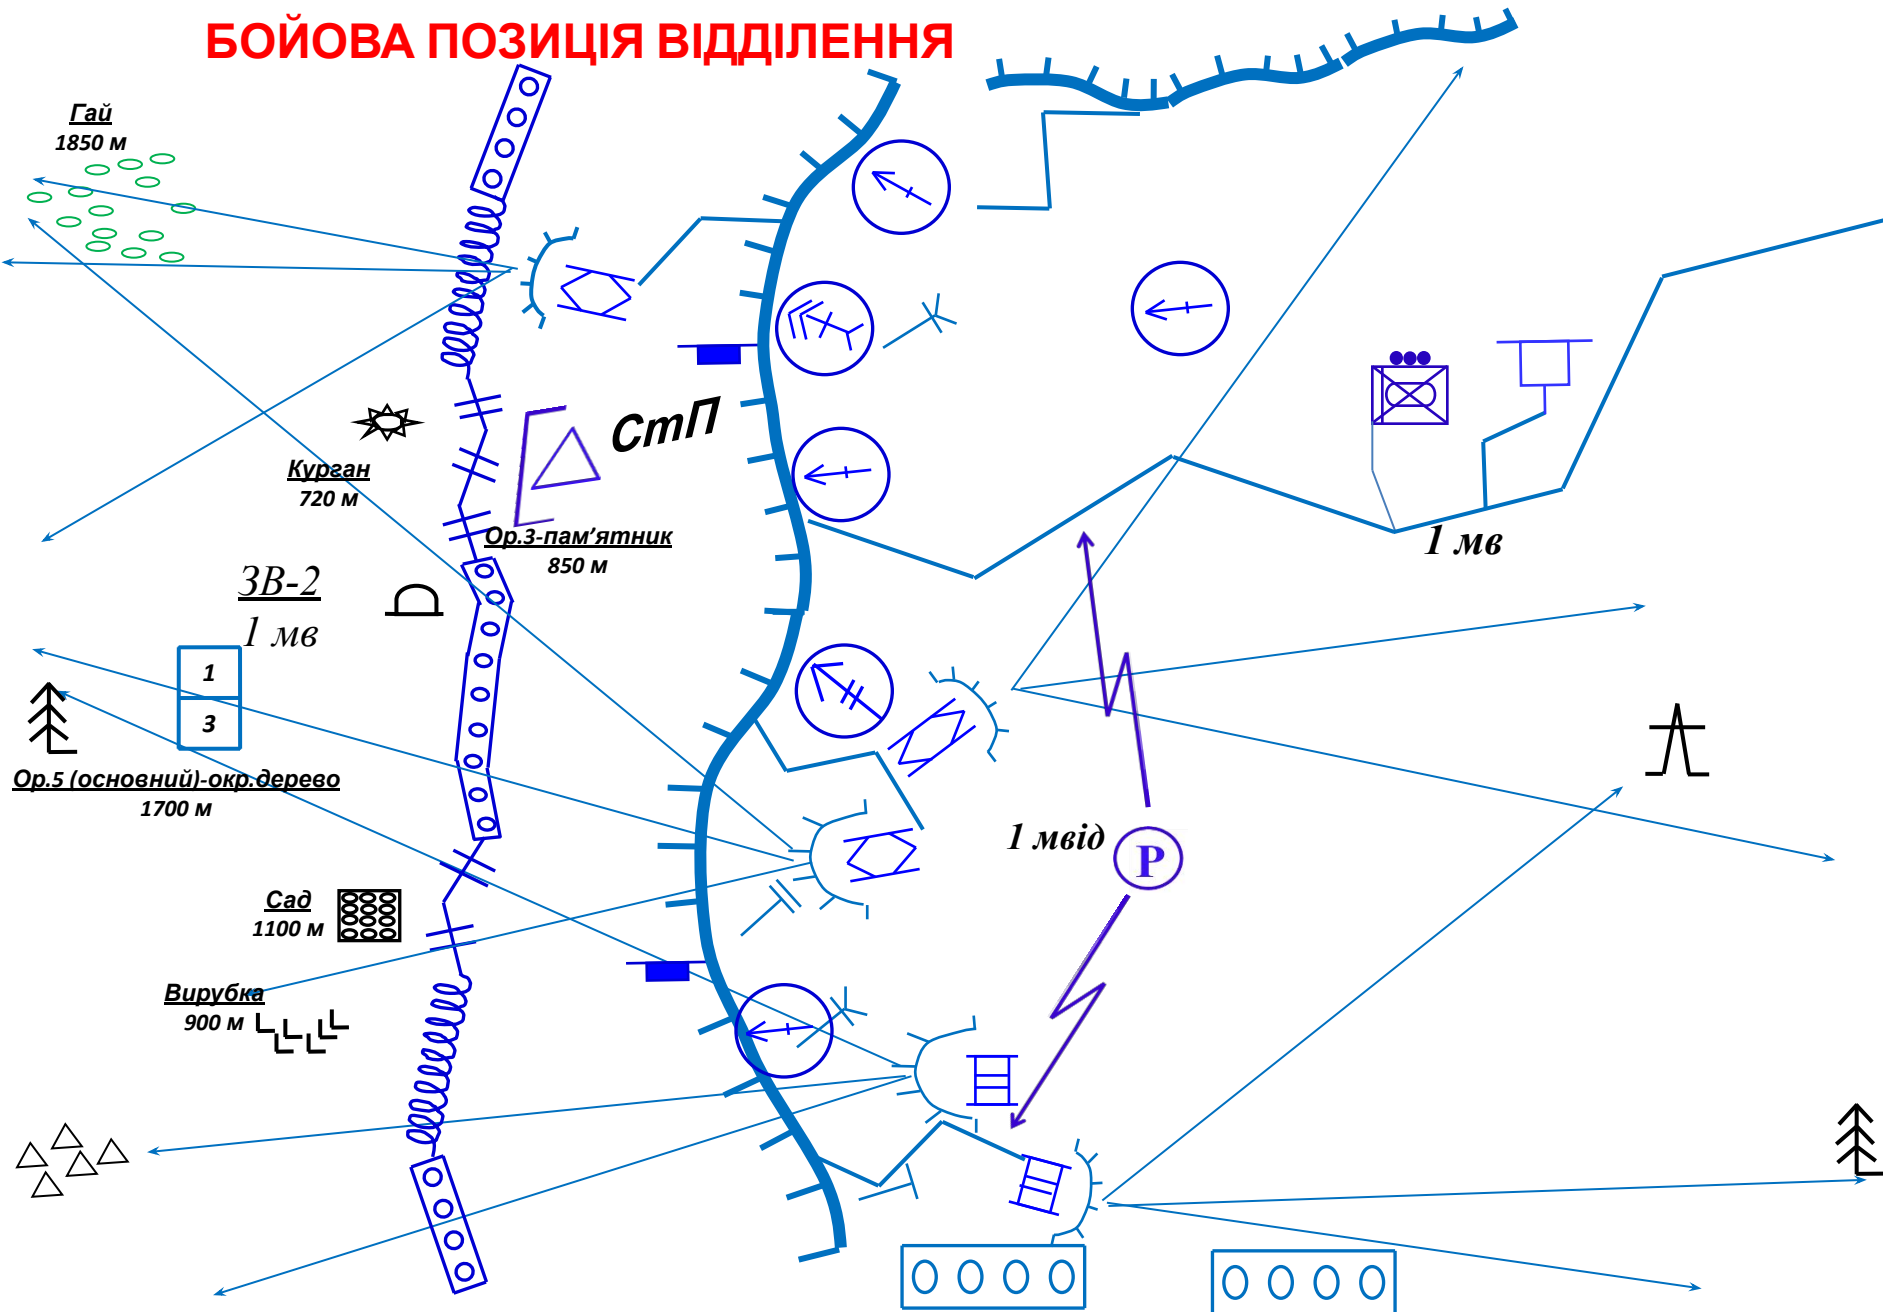 БОЙОВА ПОЗИЦІЯ ВІДДІЛЕННЯ
Гай
1850 м
СтП
Курган
720 м
Ор.3-пам’ятник
850 м
1 мв
ЗВ-2
1 мв
1
3
Ор.5 (основний)-окр.дерево
1700 м
1 мвід
Р
Сад
1100 м
Вирубка
900 м